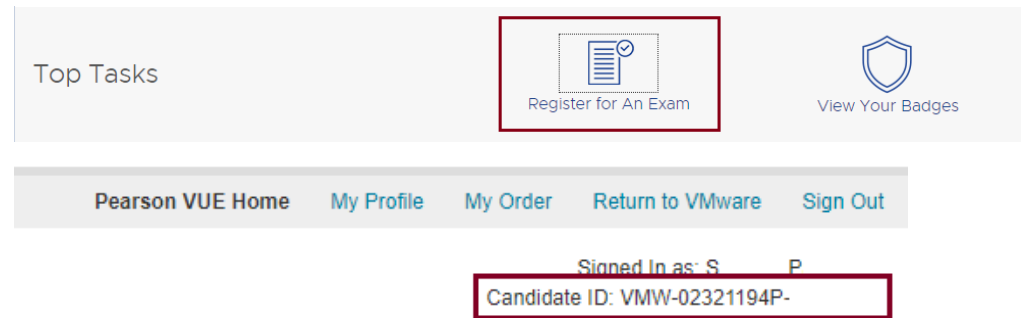 Top Tasks
Register for An Exam
View Your Badges
Pearson VUE Home My Profile My Order Return to VMware Sign Out
Signed In as: S P
Candidate ID: VMW-02321194P-